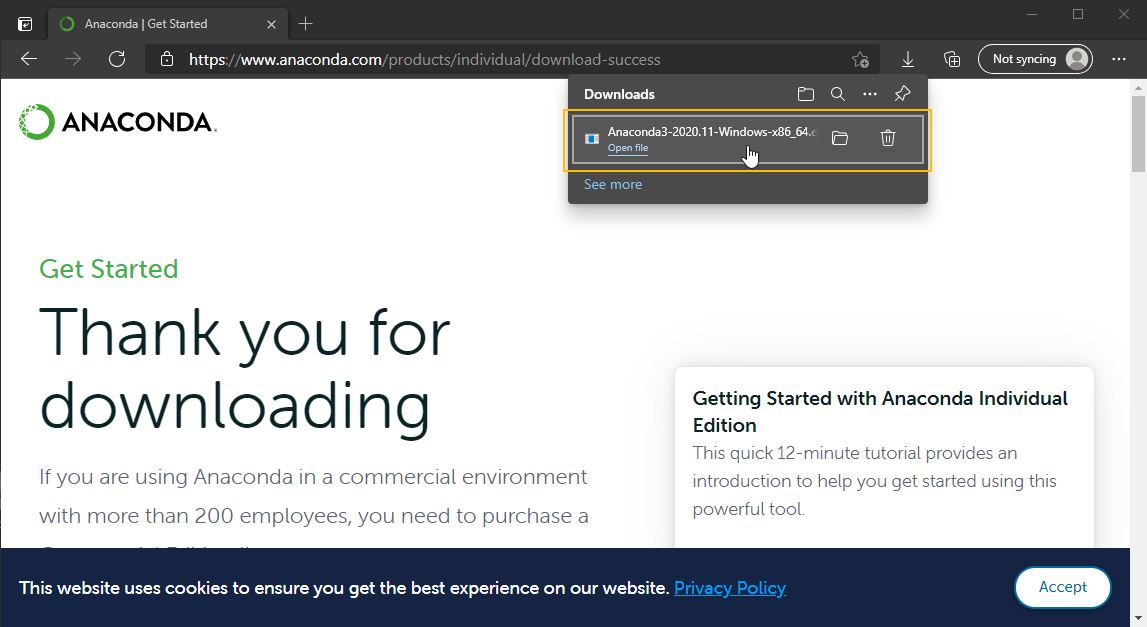 Anaconda | Get Started
https://www.anaconda.com/products/individual/download-success
Not syncing
Downloads
Anaconda3-2020.11-Windows-x86_64.e
Open file
See more
ANACONDA.
Get Started
Thank you for
downloading
If you are using Anaconda in a commercial environment
with more than 200 employees, you need to purchase a
Getting Started with Anaconda Individual
Edition
This quick 12-minute tutorial provides an
introduction to help you get started using this
powerful tool.
This website uses cookies to ensure you get the best experience on our website. Privacy Policy
Accept